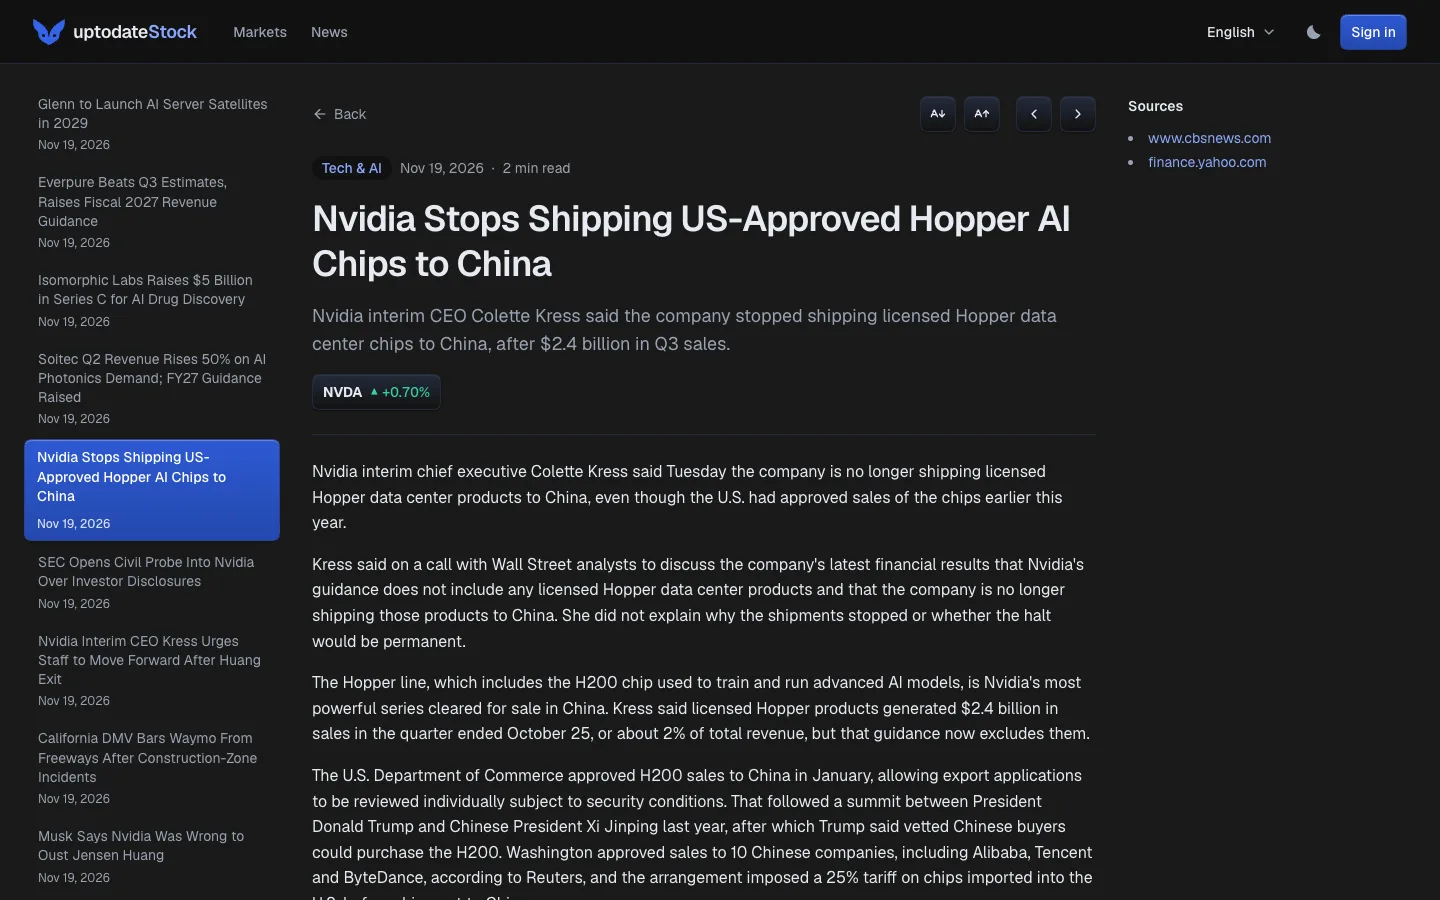 uptodateStock
Markets
News
English
Sign in
Glenn to Launch AI Server Satellites
in 2029
Nov 19, 2026
Everpure Beats Q3 Estimates,
Raises Fiscal 2027 Revenue
Guidance
Nov 19, 2026
Isomorphic Labs Raises $5 Billion
in Series C for AI Drug Discovery
Nov 19, 2026
Soitec Q2 Revenue Rises 50% on AI
Photonics Demand; FY27 Guidance
Raised
Nov 19, 2026
Nvidia Stops Shipping US-
Approved Hopper AI Chips to
China
Nov 19, 2026
SEC Opens Civil Probe Into Nvidia
Over Investor Disclosures
Nov 19, 2026
Nvidia Interim CEO Kress Urges
Staff to Move Forward After Huang
Exit
Nov 19, 2026
California DMV Bars Waymo From
Freeways After Construction-Zone
Incidents
Nov 19, 2026
Musk Says Nvidia Was Wrong to
Oust Jensen Huang
Nov 19, 2026
← Back
A↓ A↑ < >
Tech & AI Nov 19, 2026 · 2 min read
Nvidia Stops Shipping US-Approved Hopper AI
Chips to China
Nvidia interim CEO Colette Kress said the company stopped shipping licensed Hopper data
center chips to China, after $2.4 billion in Q3 sales.
NVDA ▲ +0.70%
Nvidia interim chief executive Colette Kress said Tuesday the company is no longer shipping licensed
Hopper data center products to China, even though the U.S. had approved sales of the chips earlier this
year.
Kress said on a call with Wall Street analysts to discuss the company's latest financial results that Nvidia's
guidance does not include any licensed Hopper data center products and that the company is no longer
shipping those products to China. She did not explain why the shipments stopped or whether the halt
would be permanent.
The Hopper line, which includes the H200 chip used to train and run advanced AI models, is Nvidia's most
powerful series cleared for sale in China. Kress said licensed Hopper products generated $2.4 billion in
sales in the quarter ended October 25, or about 2% of total revenue, but that guidance now excludes them.
The U.S. Department of Commerce approved H200 sales to China in January, allowing export applications
to be reviewed individually subject to security conditions. That followed a summit between President
Donald Trump and Chinese President Xi Jinping last year, after which Trump said vetted Chinese buyers
could purchase the H200. Washington approved sales to 10 Chinese companies, including Alibaba, Tencent
and ByteDance, according to Reuters, and the arrangement imposed a 25% tariff on chips imported into the
Sources
www.cbsnews.com
finance.yahoo.com